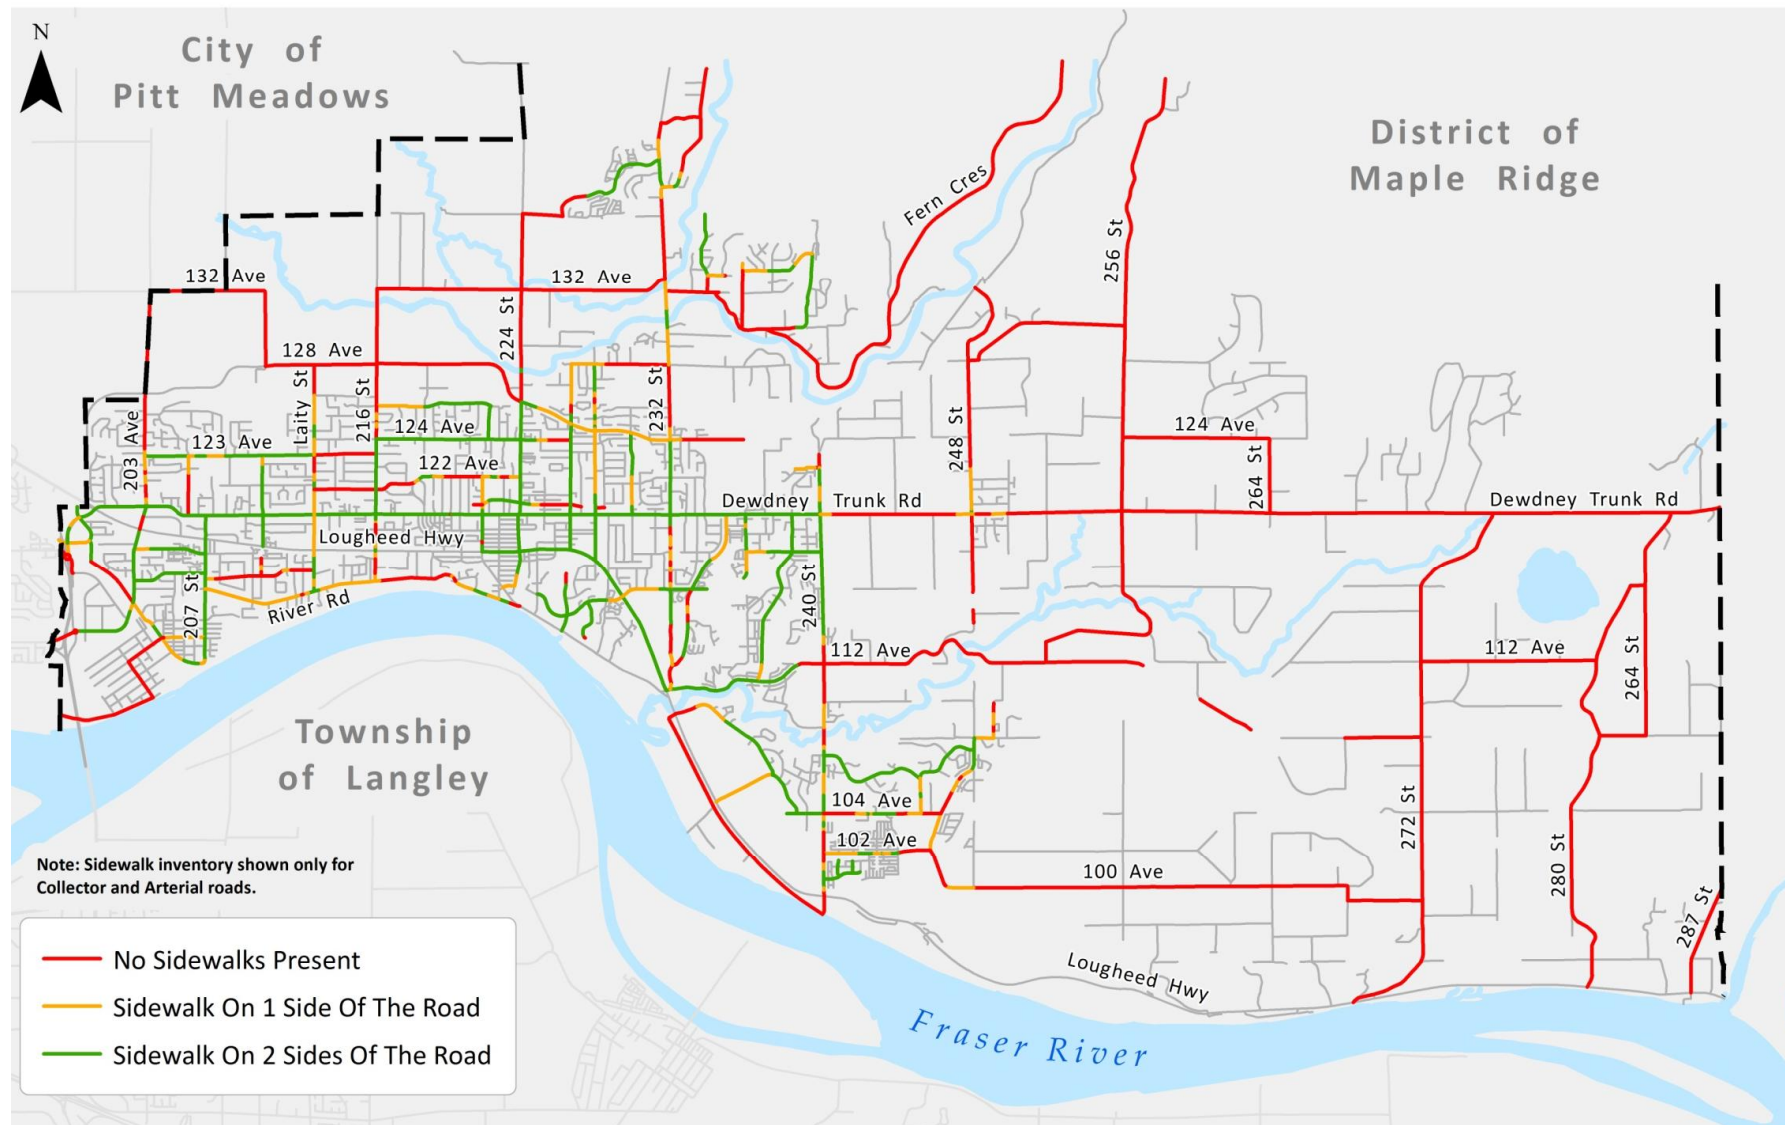 N
City of
Pitt Meadows
District of
Maple Ridge
Fern Cres
256 St
132 Ave
132 Ave
224 St
128 Ave
Laity St
216 St
232 St
203 Ave
123 Ave
124 Ave
122 Ave
248 St
124 Ave
264 St
Dewdney Trunk Rd
Dewdney Trunk Rd
Lougheed Hwy
207 St
River Rd
240 St
112 Ave
112 Ave
264 St
Township
of Langley
104 Ave
102 Ave
272 St
280 St
100 Ave
287 St
Lougheed Hwy
Fraser River
Note: Sidewalk inventory shown only for
Collector and Arterial roads.
No Sidewalks Present
Sidewalk On 1 Side Of The Road
Sidewalk On 2 Sides Of The Road